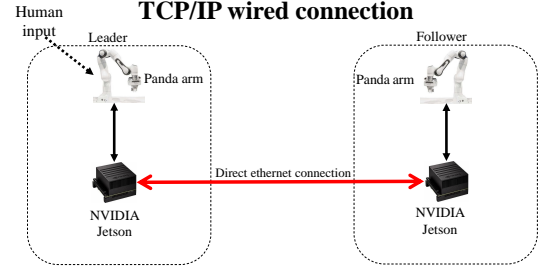 TCP/IP wired connection
Human
input
Leader
Follower
Panda arm
Panda arm
Direct ethernet connection
NVIDIA
Jetson
NVIDIA
Jetson